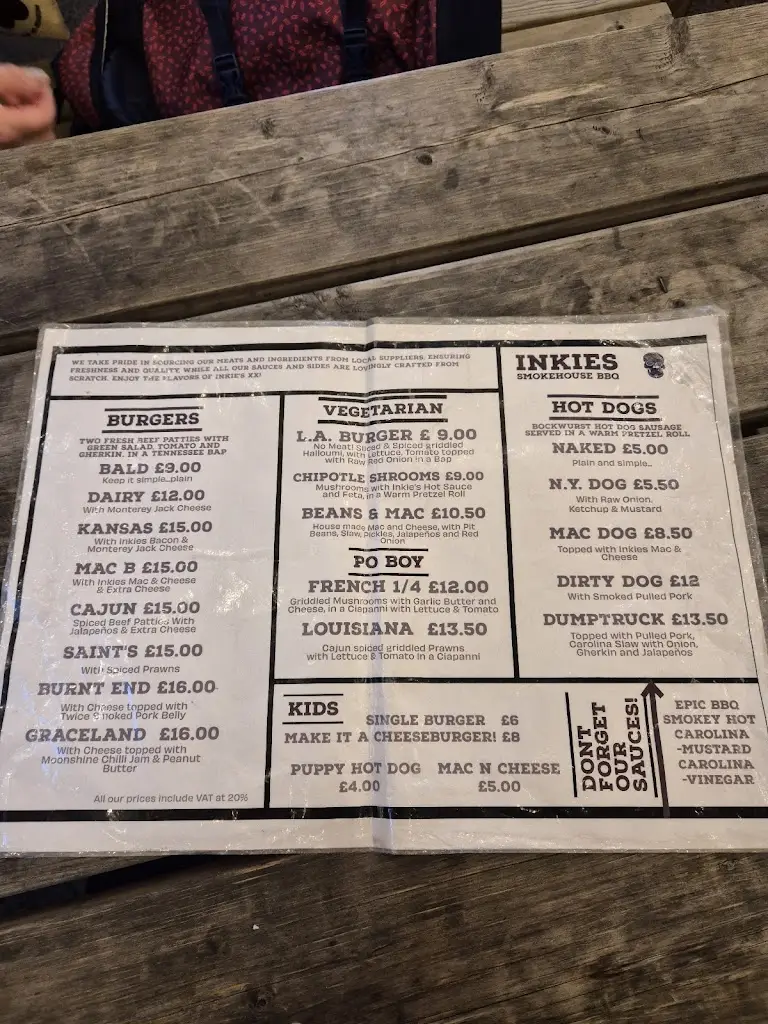 WE TAKE PRIDE IN SOURCING OUR MEATS AND INGREDIENTS FROM LOCAL SUPPLIERS, ENSURING
FRESHNESS AND QUALITY, WHILE ALL OUR SAUCES AND SIDES ARE LOVINGLY CRAFTED FROM
SCRATCH. ENJOY THE FLAVORS OF INKIE'S XX!
INKIES
SMOKEHOUSE BBQ
BURGERS
TWO FRESH BEEF PATTIES WITH
GREEN SALAD, TOMATO AND
GHERKIN, IN A TENNESSEE BAP
BALD £9.00
Keep it simple..plain
DAIRY £12.00
With Monterey Jack Cheese
KANSAS £15.00
With Inkies Bacon &
Monterey Jack Cheese
MAC B £15.00
With Inkies Mac & Cheese
& Extra Cheese
CAJUN £15.00
Spiced Beef Patties With
Jalapeños & Extra Cheese
SAINT'S £15.00
With Spiced Prawns
BURNT END £16.00
With Cheese topped with
Twice Smoked Pork Belly
GRACELAND £16.00
With Cheese topped with
Moonshine Chilli Jam & Peanut
Butter
All our prices include VAT at 20%
VEGETARIAN
L.A. BURGER £ 9.00
No Meat! Sliced & Spiced griddled
Halloumi, with Lettuce, Tomato topped
with Raw Red Onion in a Bap
CHIPOTLE SHROOMS £9.00
Mushrooms with Inkie's Hot Sauce
and Feta, in a Warm Pretzel Roll
BEANS & MAC £10.50
House made Mac and Cheese, with Pit
Beans, Slaw, Pickles, Jalapeños and Red
Onion
PO BOY
FRENCH 1/4 £12.00
Griddled Mushrooms with Garlic Butter and
Cheese, in a Ciapanni with Lettuce & Tomato
LOUISIANA £13.50
Cajun spiced griddled Prawns
with Lettuce & Tomato in a Ciapanni
HOT DOGS
BOCKWURST HOT DOG SAUSAGE
SERVED IN A WARM PRETZEL ROLL
NAKED £5.00
Plain and simple..
N.Y. DOG £5.50
With Raw Onion,
Ketchup & Mustard
MAC DOG £8.50
Topped with Inkies Mac &
Cheese
DIRTY DOG £12
With Smoked Pulled Pork
DUMPTRUCK £13.50
Topped with Pulled Pork,
Carolina Slaw with Onion,
Gherkin and Jalapeños
KIDS
SINGLE BURGER £6
MAKE IT A CHEESEBURGER! £8
PUPPY HOT DOG
£4.00
MAC N CHEESE
£5.00
DONT
FORGET
OUR
SAUCES!
EPIC BBQ
SMOKEY HOT
CAROLINA
-MUSTARD
CAROLINA
-VINEGAR